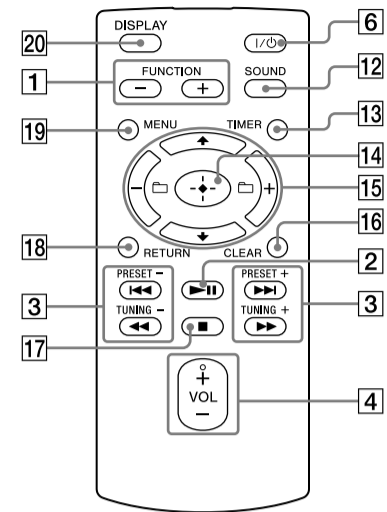 DISPLAY
20
I/⏻
6
1
FUNCTION
SOUND
12
− +
19
MENU
TIMER
13
14
− +
15
16
18
RETURN
CLEAR
2
3
PRESET −
PRESET +
3
TUNING −
TUNING +
17
+
VOL
−
4